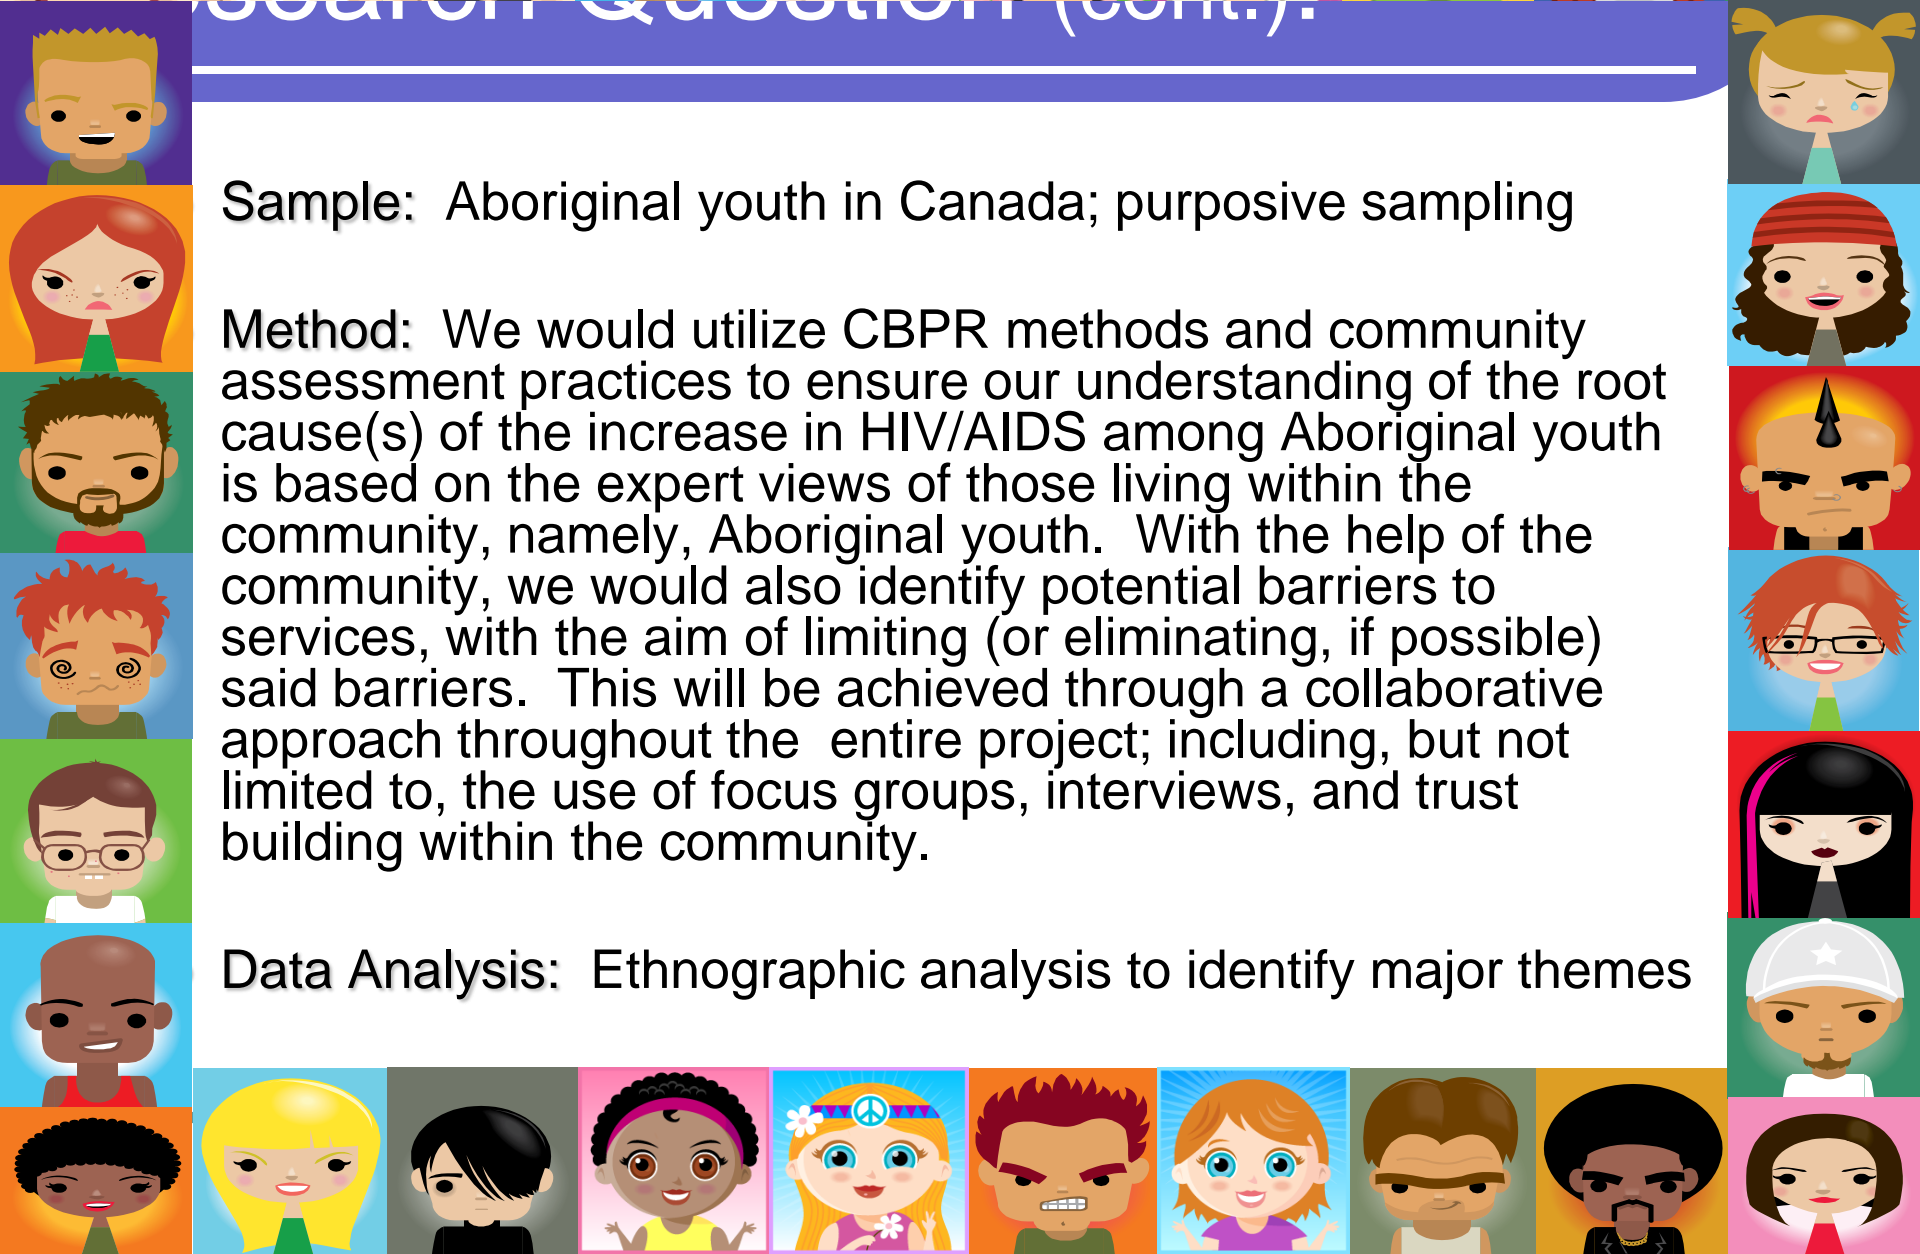 Question (cont.):
Sample:  Aboriginal youth in Canada; purposive sampling
Method:  We would utilize CBPR methods and community
assessment practices to ensure our understanding of the root
cause(s) of the increase in HIV/AIDS among Aboriginal youth
is based on the expert views of those living within the
community, namely, Aboriginal youth.  With the help of the
community, we would also identify potential barriers to
services, with the aim of limiting (or eliminating, if possible)
said barriers.  This will be achieved through a collaborative
approach throughout the  entire project; including, but not
limited to, the use of focus groups, interviews, and trust
building within the community.
Data Analysis:  Ethnographic analysis to identify major themes